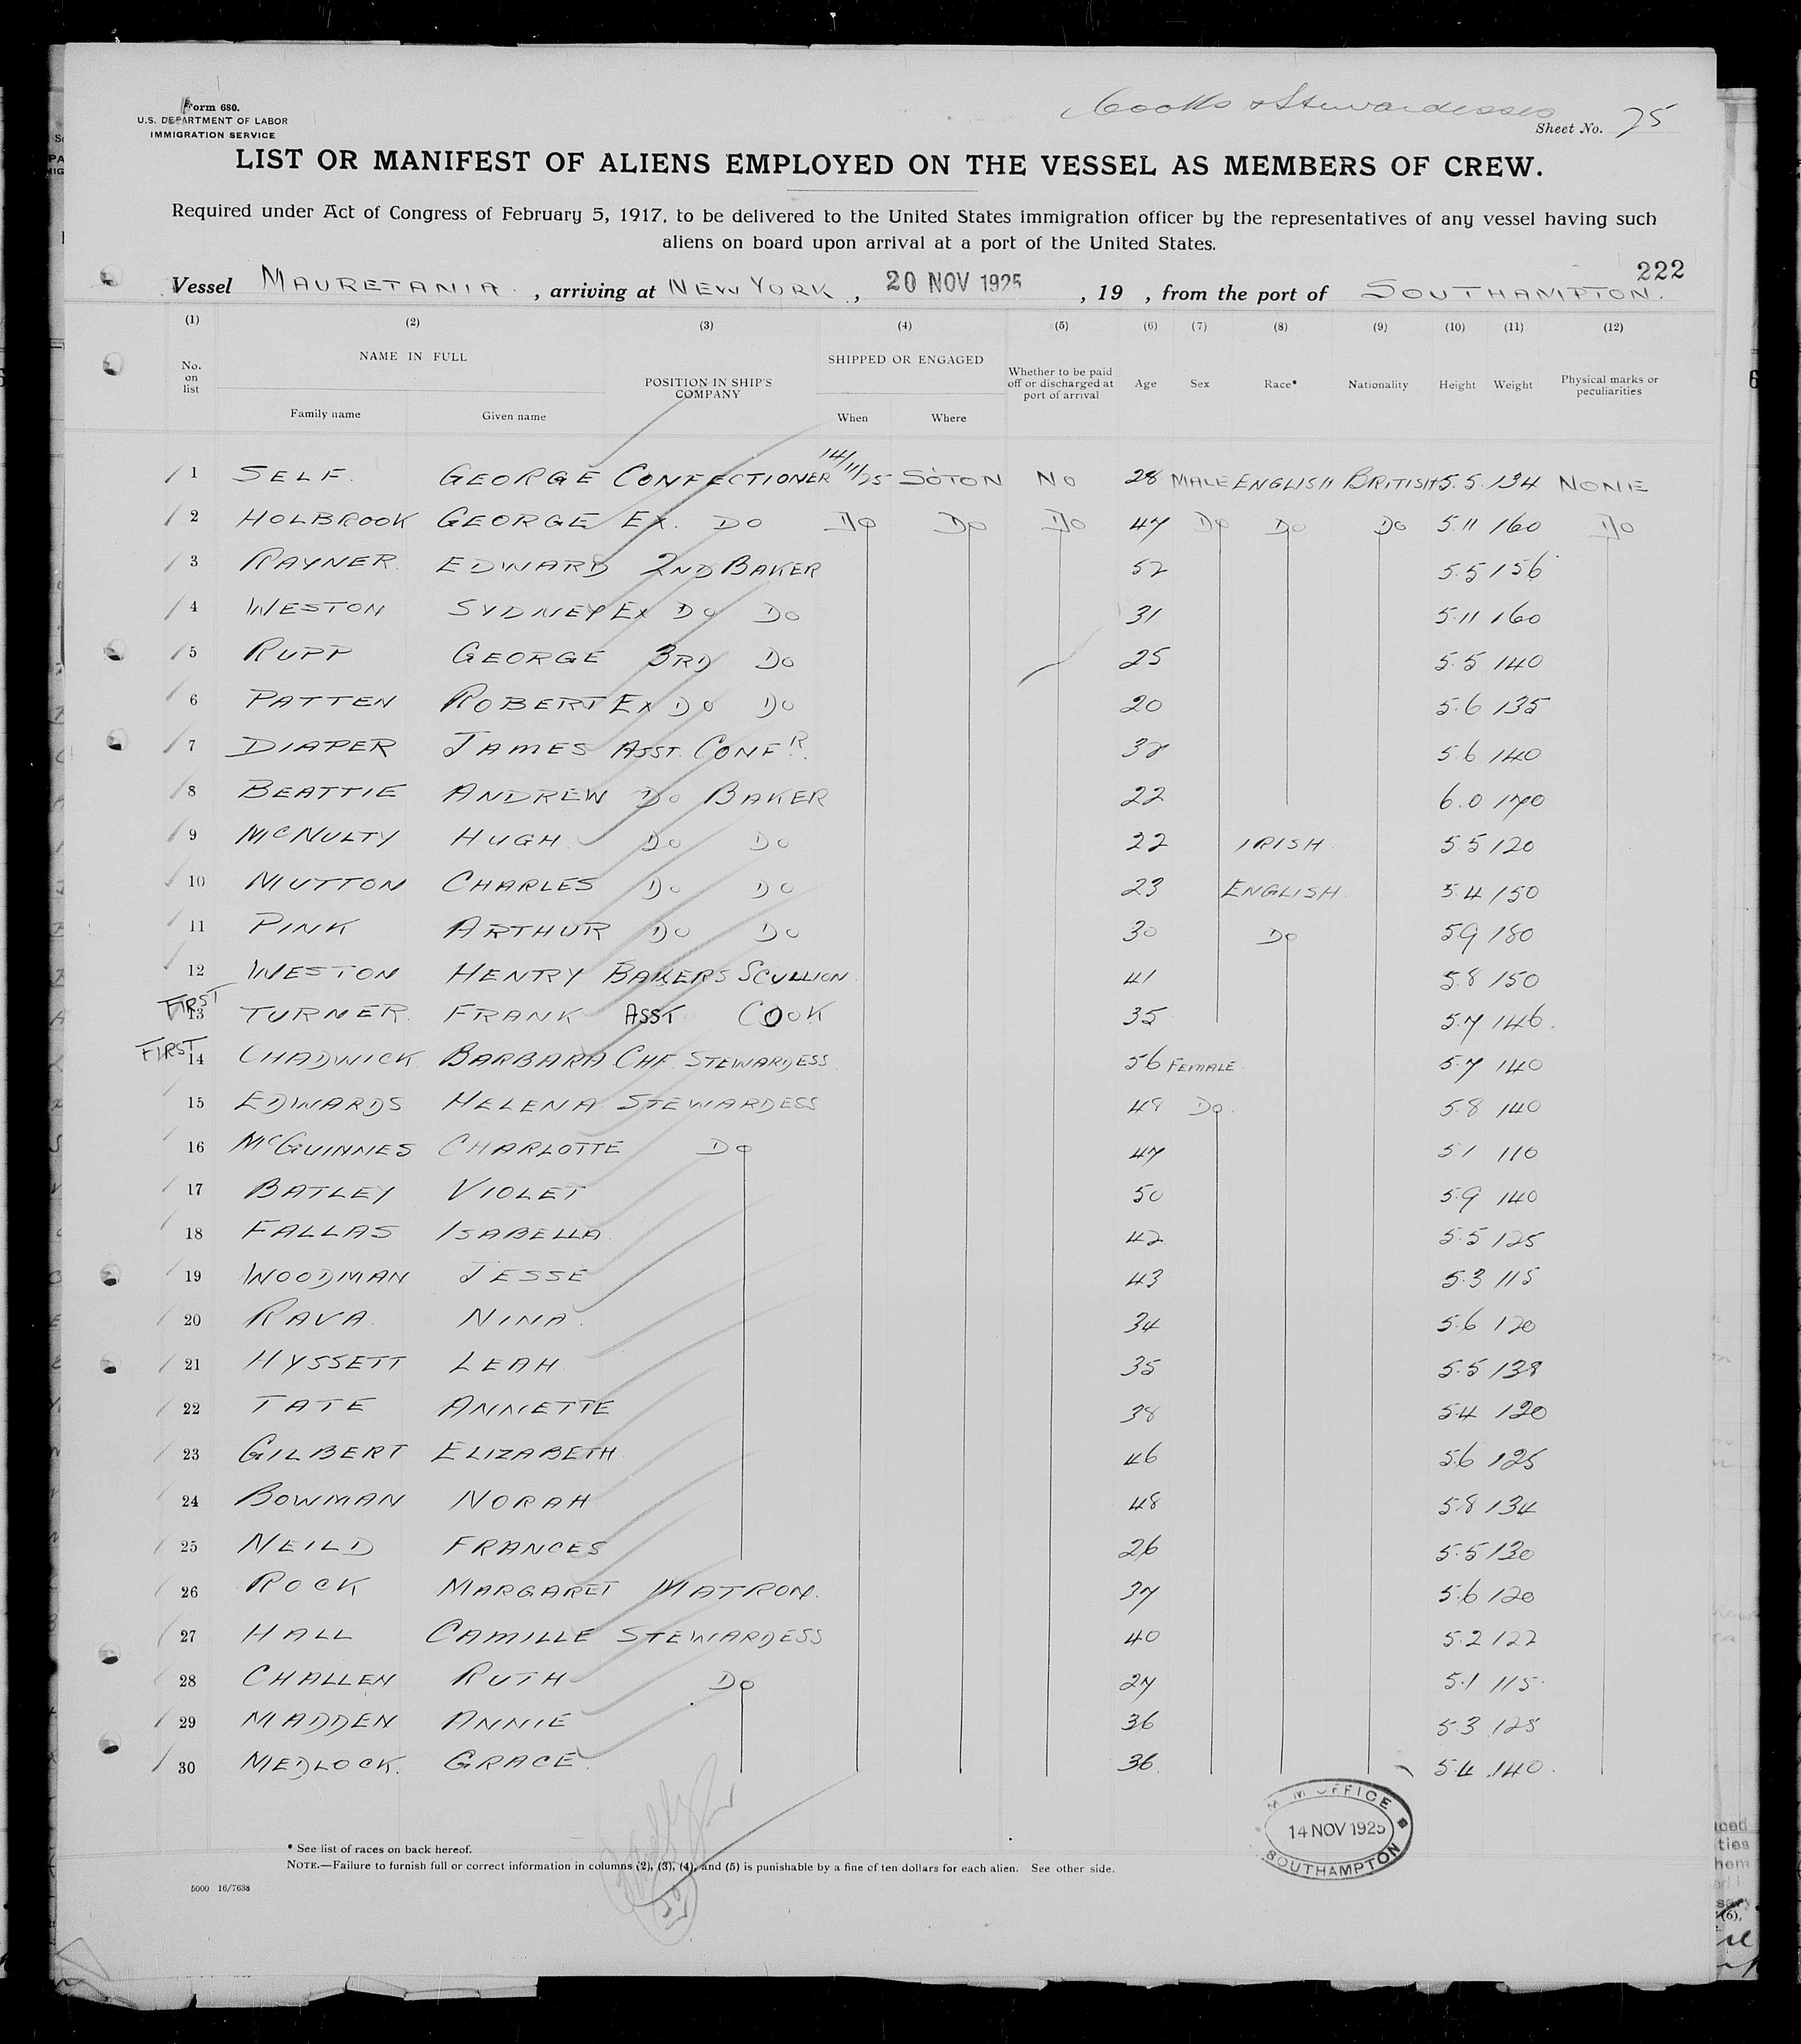 Form 680.
U.S. DEPARTMENT OF LABOR
IMMIGRATION SERVICE
Cooks & Stewardesses
Sheet No. 25
LIST OR MANIFEST OF ALIENS EMPLOYED ON THE VESSEL AS MEMBERS OF CREW.
Required under Act of Congress of February 5, 1917, to be delivered to the United States immigration officer by the representatives of any vessel having such
aliens on board upon arrival at a port of the United States.
222
Vessel MAURETANIA, arriving at NEW YORK, 20 NOV 1925, 19 , from the port of SOUTHAMPTON.
(1) (2) (3) (4) (5) (6) (7) (8) (9) (10) (11) (12)
No. on list NAME IN FULL POSITION IN SHIP'S COMPANY SHIPPED OR ENGAGED Whether to be paid off or discharged at port of arrival Age Sex Race* Nationality Height Weight Physical marks or peculiarities
Family name Given name When Where
1 SELF. GEORGE CONFECTIONER 14/11/25 SOTON NO 28 MALE ENGLISH BRITISH 5.5 134 NONE
2 HOLBROOK GEORGE EX. DO DO DO DO 47 DO DO DO 5.11 160 DO
3 RAYNER. EDWARD 2ND BAKER 52 5.5 156
4 WESTON SYDNEY EX DO DO 31 5.11 160
5 RUPP GEORGE 3RD DO 25 5.5 140
6 PATTEN ROBERT EX DO DO 20 5.6 135
7 DIAPER JAMES ASST. CONFR. 38 5.6 140
8 BEATTIE ANDREW DO BAKER 22 6.0 170
9 McNULTY HUGH. DO DO 22 IRISH. 5.5 120
10 MUTTON CHARLES DO DO 23 ENGLISH. 5.4 150
11 PINK ARTHUR DO DO 30 DO 5.9 180
12 WESTON HENRY BAKERS SCULLION 41 5.8 150
FIRST 13 TURNER. FRANK ASST COOK 35 5.7 146.
FIRST 14 CHADWICK BARBARA CHF. STEWARDESS 56 FEMALE 5.7 140
15 EDWARDS HELENA STEWARDESS 48 DO. 5.8 140
16 McGUINNES CHARLOTTE DO 47 5.1 110
17 BATLEY VIOLET 50 5.9 140
18 FALLAS ISABELLA 42 5.5 125
19 WOODMAN JESSE 43 5.3 115
20 RAVA. NINA. 34 5.6 120
21 HYSSETT LEAH 35 5.5 138
22 TATE ANNETTE 38 5.4 120
23 GILBERT ELIZABETH 46 5.6 125
24 BOWMAN NORAH 48 5.8 134
25 NEILD FRANCES 26 5.5 130
26 ROCK MARGARET MATRON. 37 5.6 120
27 HALL CAMILLE STEWARDESS 40 5.2 122
28 CHALLEN RUTH DO 27 5.1 115.
29 MADDEN ANNIE 36 5.3 125
30 MEDLOCK. GRACE. 36. 5.4 140.
M M OFFICE
14 NOV 1925
SOUTHAMPTON
* See list of races on back hereof.
NOTE.—Failure to furnish full or correct information in columns (2), (3), (4), and (5) is punishable by a fine of ten dollars for each alien. See other side.
5000 16/7638